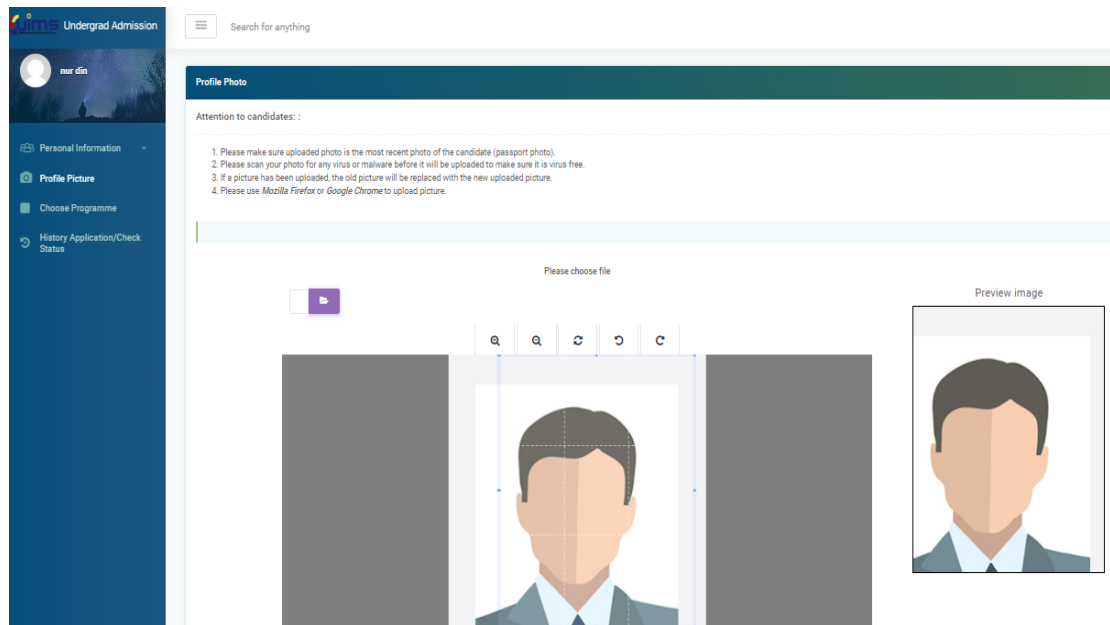 uims Undergrad Admission
Search for anything
nur din
Personal Information
Profile Picture
Choose Programme
History Application/Check
Status
Profile Photo
Attention to candidates: :
1. Please make sure uploaded photo is the most recent photo of the candidate (passport photo).
2. Please scan your photo for any virus or malware before it will be uploaded to make sure it is virus free.
3. If a picture has been uploaded, the old picture will be replaced with the new uploaded picture.
4. Please use Mozilla Firefox or Google Chrome to upload picture.
Please choose file
Preview image